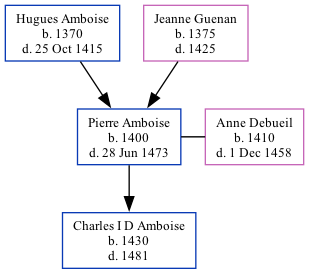 Hugues Amboise
b. 1370
d. 25 Oct 1415
Jeanne Guenan
b. 1375
d. 1425
Pierre Amboise
b. 1400
d. 28 Jun 1473
Anne Debueil
b. 1410
d. 1 Dec 1458
Charles I D Amboise
b. 1430
d. 1481